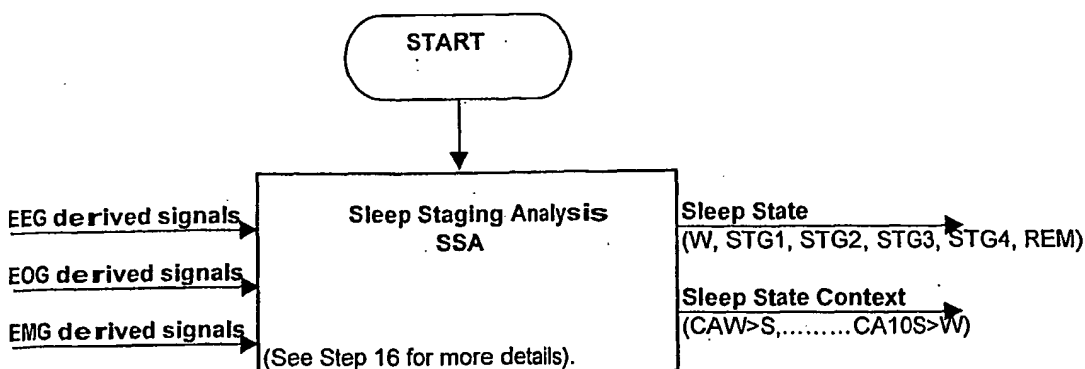 START
EEG derived signals
EOG derived signals
EMG derived signals
Sleep Staging Analysis
SSA
(See Step 16 for more details).
Sleep State
(W, STG1, STG2, STG3, STG4, REM)
Sleep State Context
(CAW>S,.........CA10S>W)